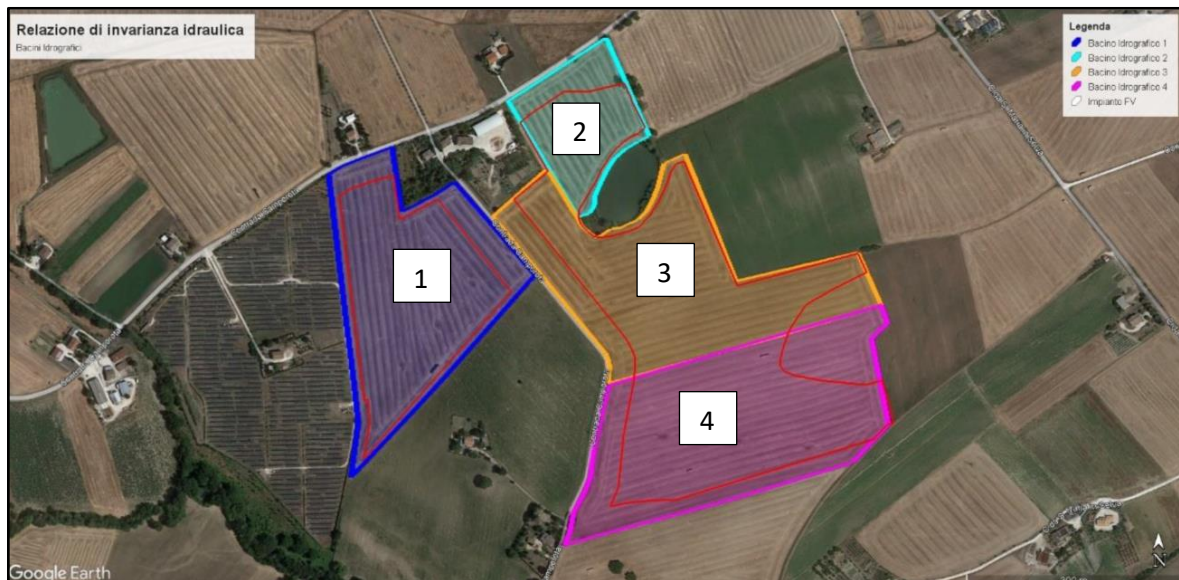 Relazione di invarianza idraulica
Bacini Idrografici
Legenda
Bacino Idrografico 1
Bacino Idrografico 2
Bacino Idrografico 3
Bacino Idrografico 4
Impianto FV
2
1
3
4
Google Earth
N